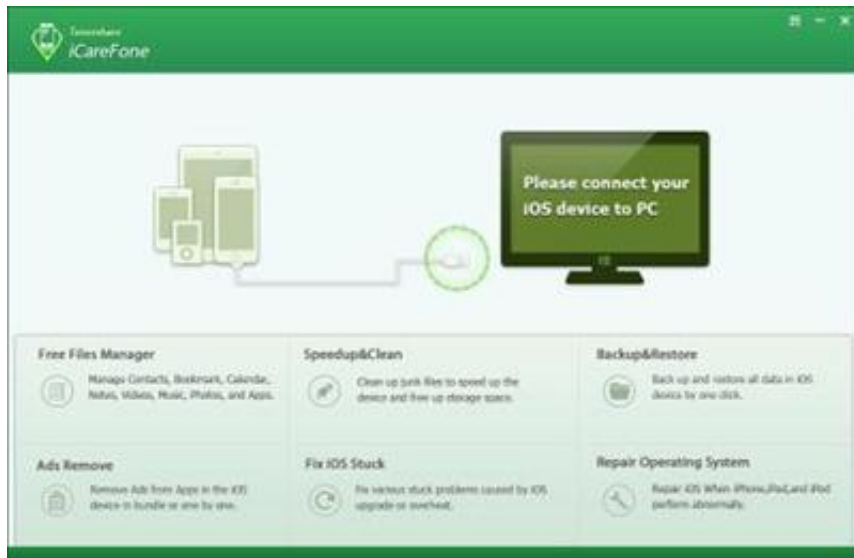 Tenorshare
iCareFone
Please connect your
iOS device to PC
Free Files Manager
Manage Contacts, Bookmark, Calendar,
Notes, Videos, Music, Photos, and Apps.
Speedup&Clean
Clean up junk files to speed up the
device and free up storage space.
Backup&Restore
Back up and restore all data in iOS
device by one click.
Ads Remove
Remove Ads from Apps in the iOS
device in bundle or one by one.
Fix iOS Stuck
Fix various stuck problems caused by iOS
upgrade or overheat.
Repair Operating System
Repair iOS When iPhone,iPad,and iPod
perform abnormally.